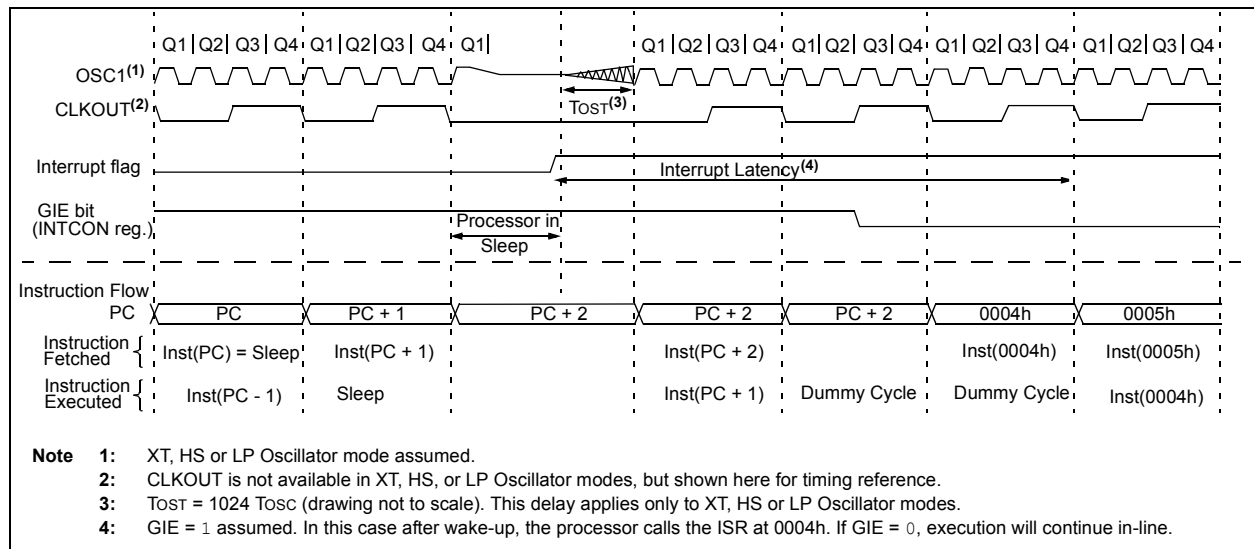 Q1 Q2 Q3 Q4 Q1 Q2 Q3 Q4 Q1 Q1 Q2 Q3 Q4 Q1 Q2 Q3 Q4 Q1 Q2 Q3 Q4 Q1 Q2 Q3 Q4
OSC1(1)
TOST(3)
CLKOUT(2)
Interrupt flag
Interrupt Latency(4)
GIE bit
(INTCON reg.)
Processor in
Sleep
Instruction Flow
PC PC PC + 1 PC + 2 PC + 2 PC + 2 0004h 0005h
Instruction
Fetched { Inst(PC) = Sleep Inst(PC + 1) Inst(PC + 2) Inst(0004h) Inst(0005h)
Instruction
Executed { Inst(PC - 1) Sleep Inst(PC + 1) Dummy Cycle Dummy Cycle Inst(0004h)
Note 1: XT, HS or LP Oscillator mode assumed.
2: CLKOUT is not available in XT, HS, or LP Oscillator modes, but shown here for timing reference.
3: TOST = 1024 TOSC (drawing not to scale). This delay applies only to XT, HS or LP Oscillator modes.
4: GIE = 1 assumed. In this case after wake-up, the processor calls the ISR at 0004h. If GIE = 0, execution will continue in-line.